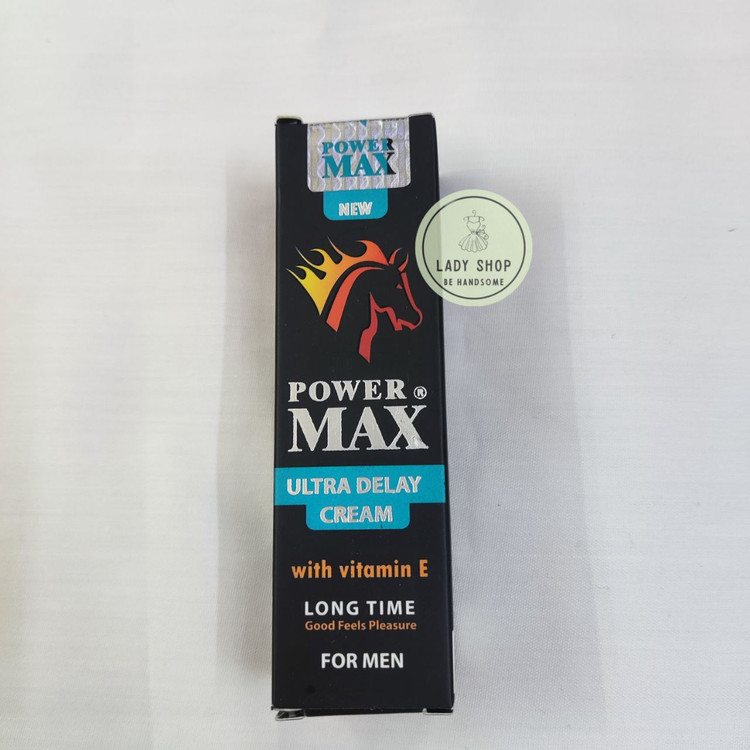 POWER
MAX
NEW
LADY SHOP
BE HANDSOME
POWER ®
MAX
ULTRA DELAY
CREAM
with vitamin E
LONG TIME
Good Feels Pleasure
FOR MEN